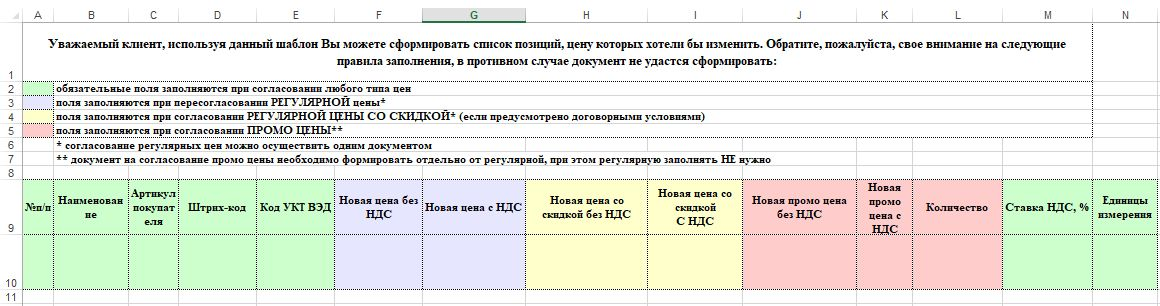 A B C D E F G H I J K L M N
1 Уважаемый клиент, используя данный шаблон Вы можете сформировать список позиций, цену которых хотели бы изменить. Обратите, пожалуйста, свое внимание на следующие
правила заполнения, в противном случае документ не удастся сформировать:
2 обязательные поля заполняются при согласовании любого типа цен
3 поля заполняются при пересогласовании РЕГУЛЯРНОЙ цены*
4 поля заполняются при согласовании РЕГУЛЯРНОЙ ЦЕНЫ СО СКИДКОЙ* (если предусмотрено договорными условиями)
5 поля заполняются при согласовании ПРОМО ЦЕНЫ**
6 * согласование регулярных цен можно осуществить одним документом
7 ** документ на согласование промо цены необходимо формировать отдельно от регулярной, при этом регулярную заполнять НЕ нужно
8
9
№п/п
Наименован
ие
Артикул
покупат
еля
Штрих-код
Код УКТ ВЭД
Новая цена без
НДС
Новая цена с НДС
Новая цена со
скидкой без НДС
Новая цена со
скидкой
С НДС
Новая промо цена
без НДС
Новая
промо
цена с
НДС
Количество
Ставка НДС, %
Единицы
измерения
10
11